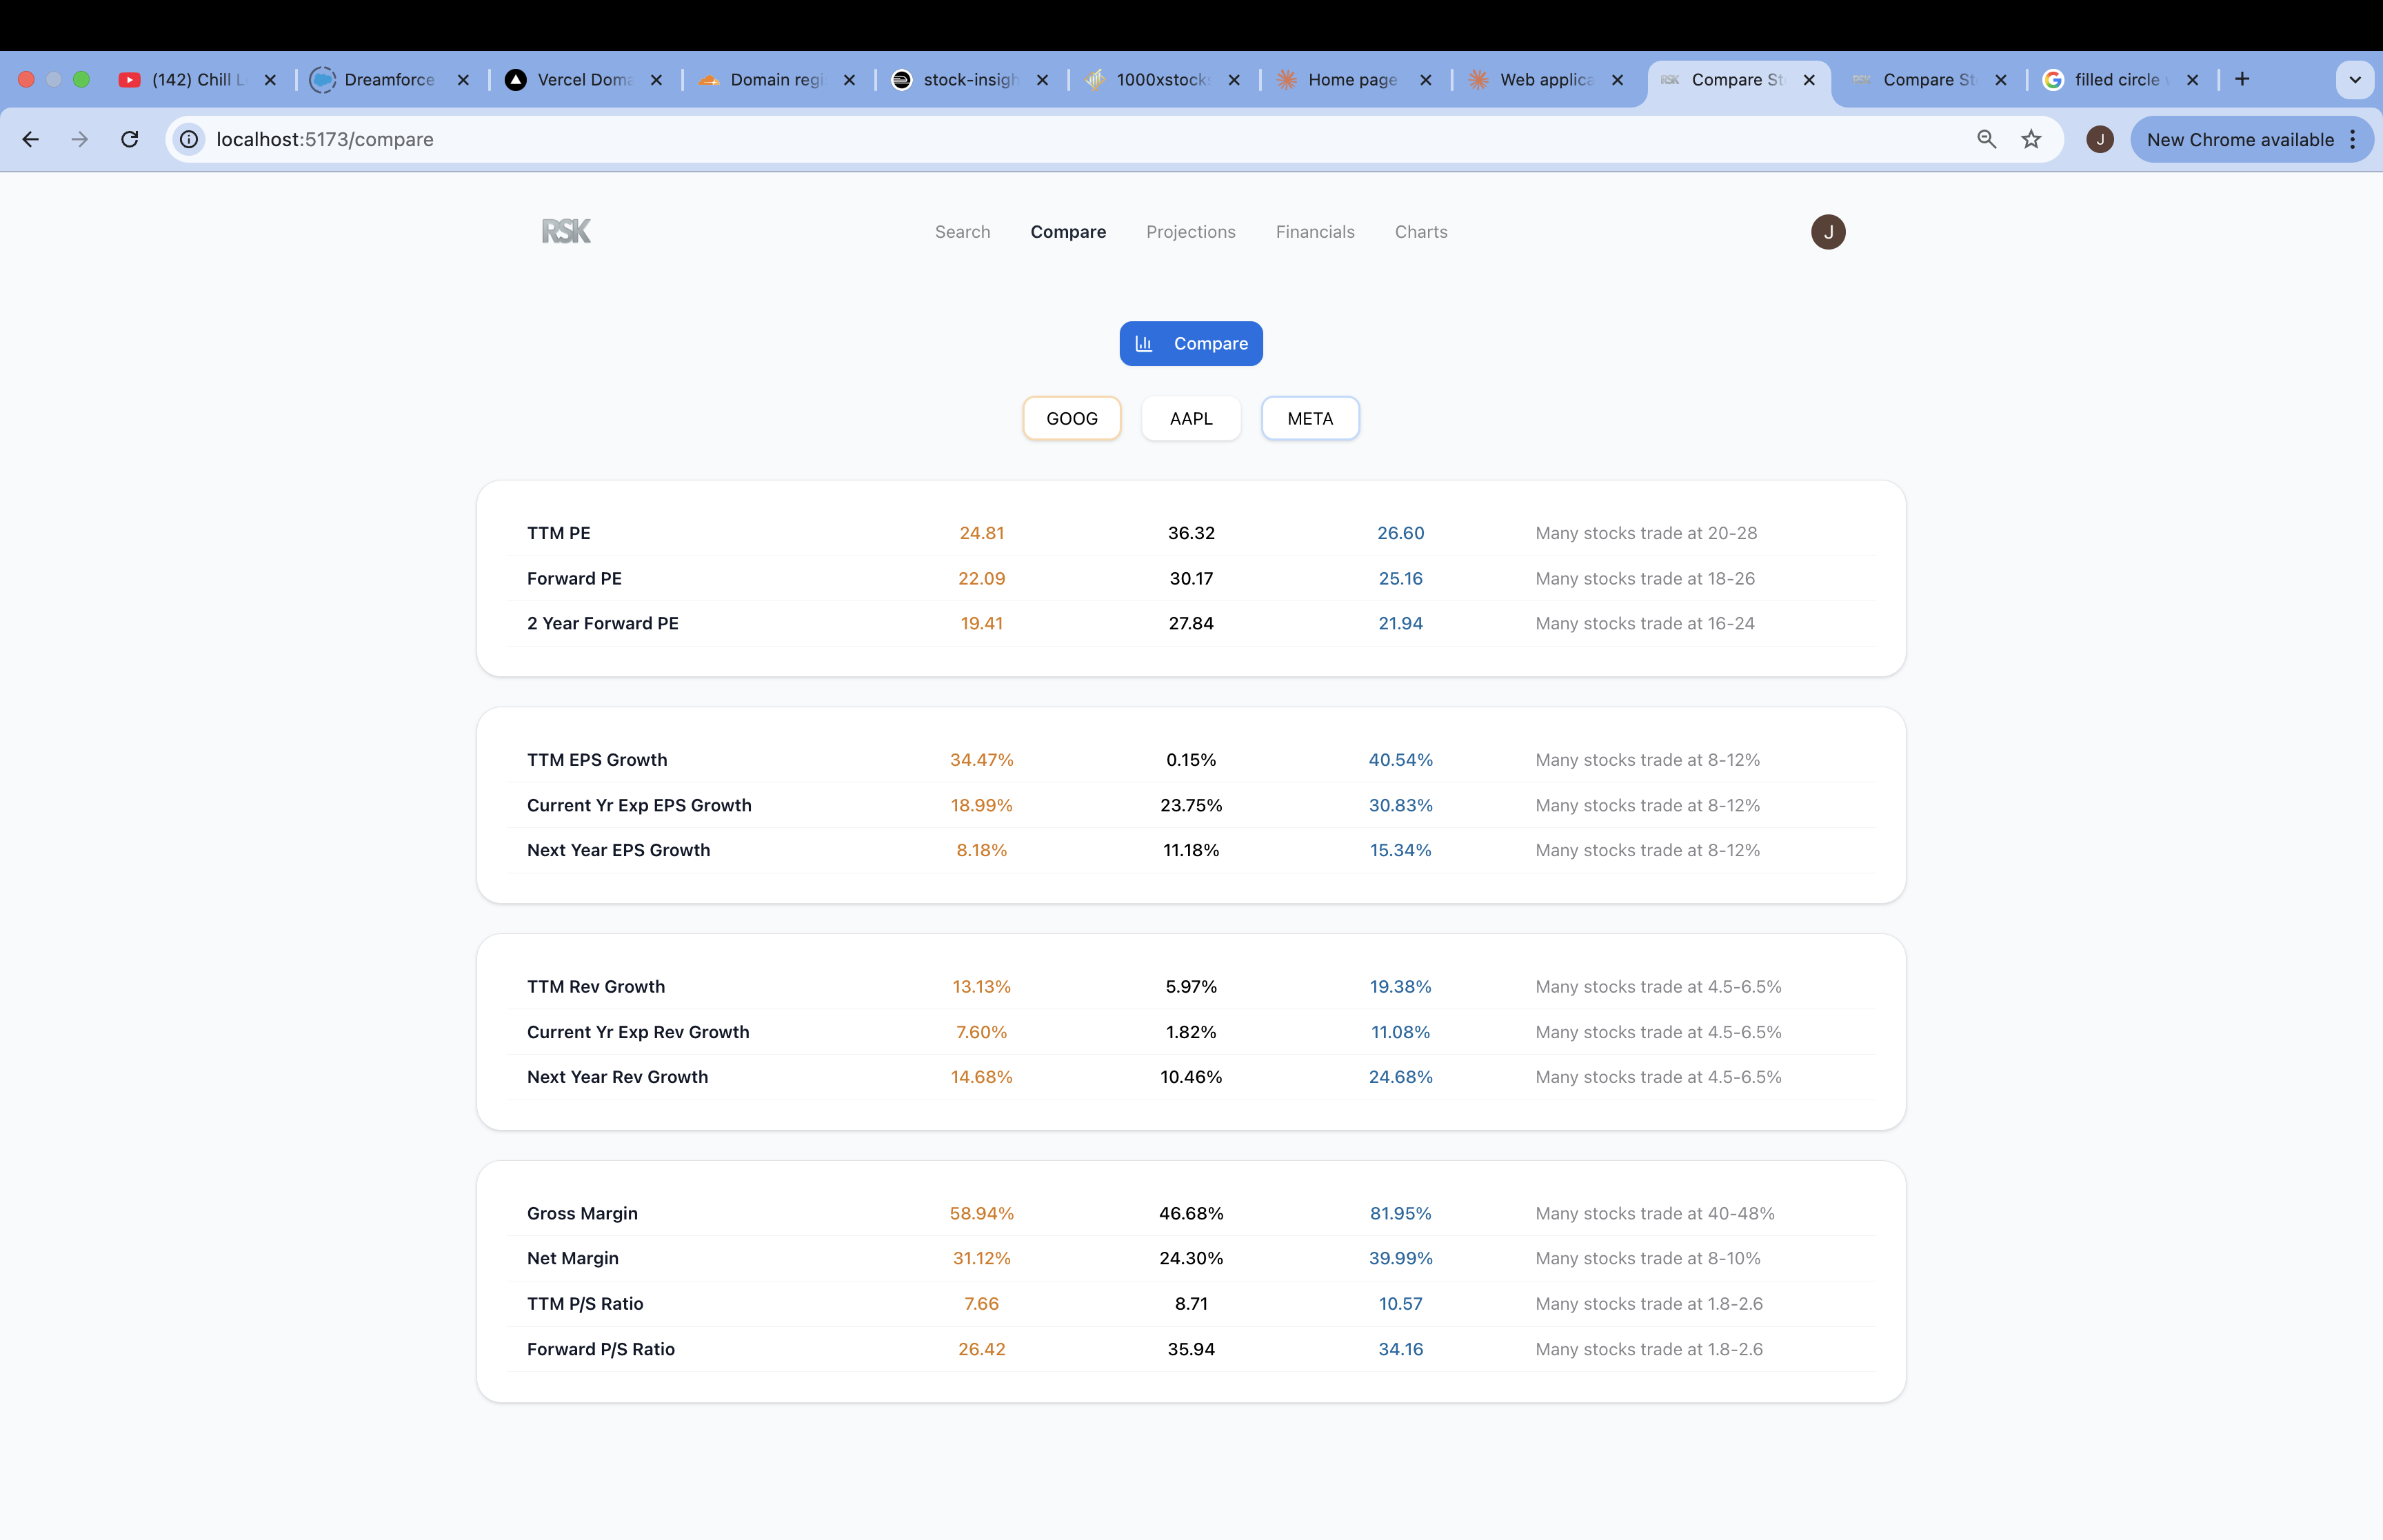 (142) Chill L
Dreamforce
Vercel Doma
Domain regi
stock-insigh
1000xstocks
Home page
Web applica
Compare St
Compare St
filled circle
localhost:5173/compare
J
New Chrome available
RSK
Search
Compare
Projections
Financials
Charts
J
Compare
GOOG
AAPL
META
TTM PE 24.81 36.32 26.60 Many stocks trade at 20-28
Forward PE 22.09 30.17 25.16 Many stocks trade at 18-26
2 Year Forward PE 19.41 27.84 21.94 Many stocks trade at 16-24
TTM EPS Growth 34.47% 0.15% 40.54% Many stocks trade at 8-12%
Current Yr Exp EPS Growth 18.99% 23.75% 30.83% Many stocks trade at 8-12%
Next Year EPS Growth 8.18% 11.18% 15.34% Many stocks trade at 8-12%
TTM Rev Growth 13.13% 5.97% 19.38% Many stocks trade at 4.5-6.5%
Current Yr Exp Rev Growth 7.60% 1.82% 11.08% Many stocks trade at 4.5-6.5%
Next Year Rev Growth 14.68% 10.46% 24.68% Many stocks trade at 4.5-6.5%
Gross Margin 58.94% 46.68% 81.95% Many stocks trade at 40-48%
Net Margin 31.12% 24.30% 39.99% Many stocks trade at 8-10%
TTM P/S Ratio 7.66 8.71 10.57 Many stocks trade at 1.8-2.6
Forward P/S Ratio 26.42 35.94 34.16 Many stocks trade at 1.8-2.6